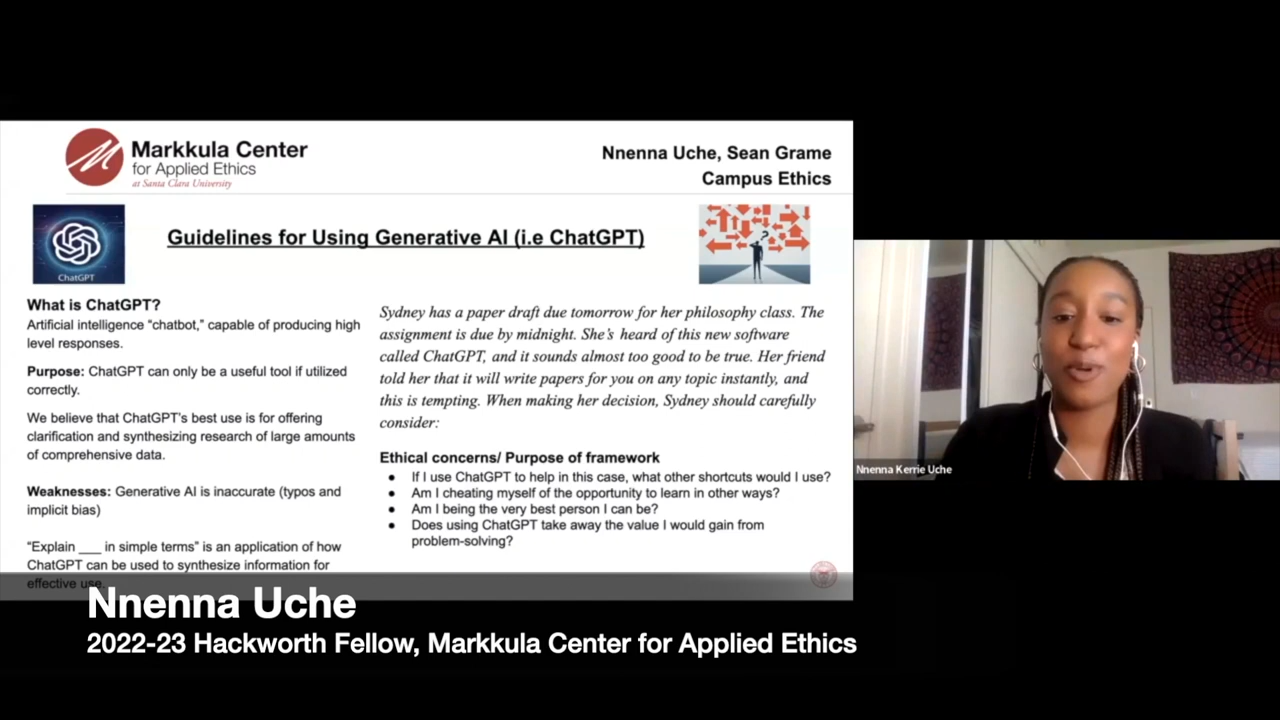 Markkula Center
for Applied Ethics
at Santa Clara University
Nnenna Uche, Sean Grame
Campus Ethics
ChatGPT
Guidelines for Using Generative AI (i.e ChatGPT)
?
What is ChatGPT?
Artificial intelligence “chatbot,” capable of producing high
level responses.
Purpose: ChatGPT can only be a useful tool if utilized
correctly.
We believe that ChatGPT’s best use is for offering
clarification and synthesizing research of large amounts
of comprehensive data.
Weaknesses: Generative AI is inaccurate (typos and
implicit bias)
“Explain ___ in simple terms” is an application of how
ChatGPT can be used to synthesize information for
effective use.
Sydney has a paper draft due tomorrow for her philosophy class. The
assignment is due by midnight. She’s heard of this new software
called ChatGPT, and it sounds almost too good to be true. Her friend
told her that it will write papers for you on any topic instantly, and
this is tempting. When making her decision, Sydney should carefully
consider:
Ethical concerns/ Purpose of framework
● If I use ChatGPT to help in this case, what other shortcuts would I use?
● Am I cheating myself of the opportunity to learn in other ways?
● Am I being the very best person I can be?
● Does using ChatGPT take away the value I would gain from
problem-solving?
Nnenna Kerrie Uche
Nnenna Uche
2022-23 Hackworth Fellow, Markkula Center for Applied Ethics